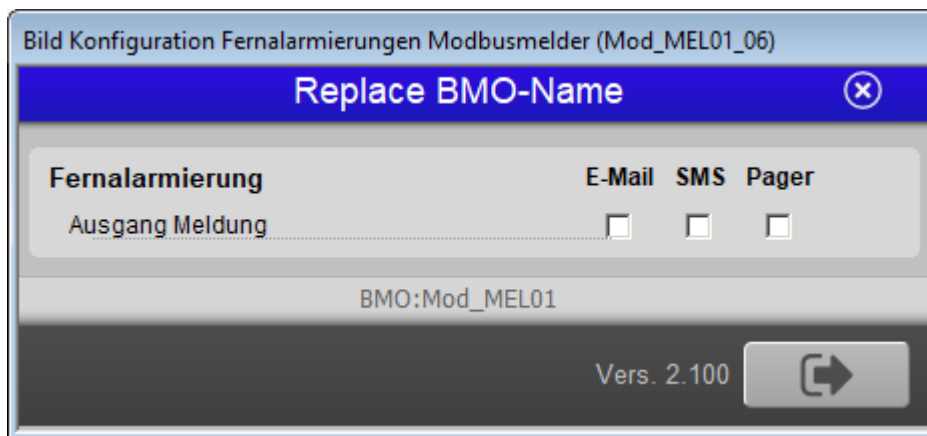 Bild Konfiguration Fernalarmierungen Modbusmelder (Mod_MEL01_06)
Replace BMO-Name
Fernalarmierung E-Mail SMS Pager
Ausgang Meldung
BMO:Mod_MEL01
Vers. 2.100